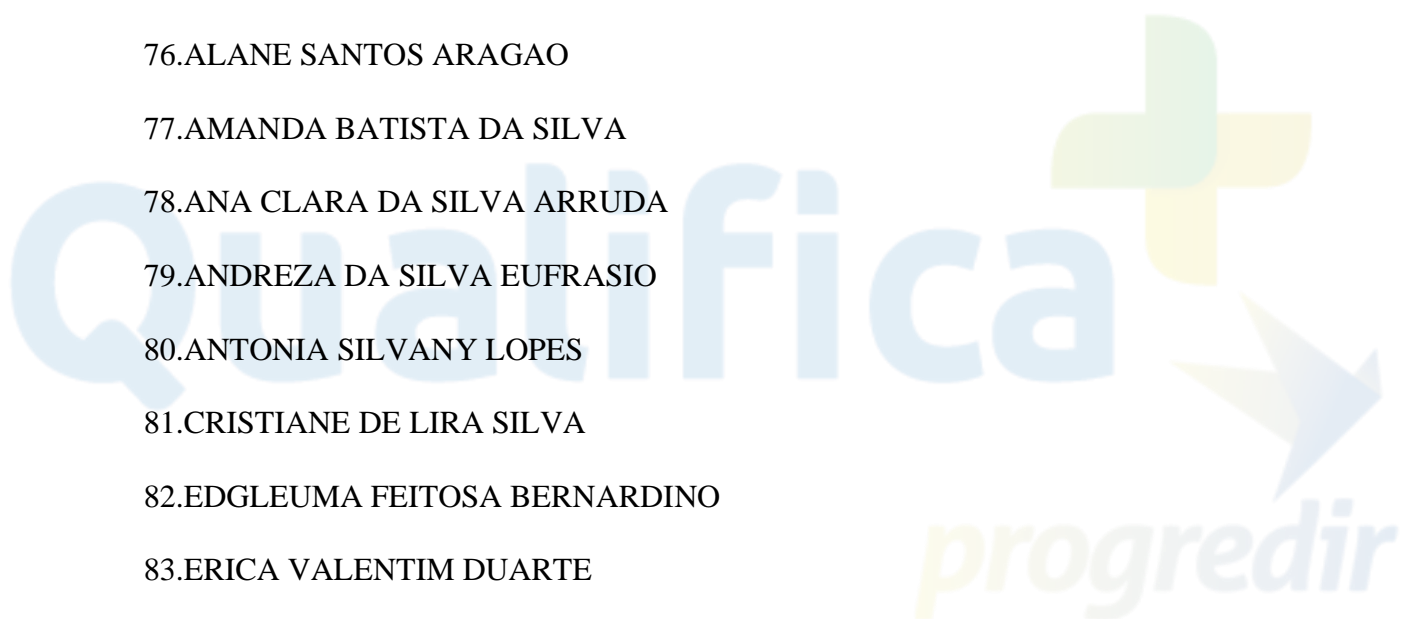 76.ALANE SANTOS ARAGAO
77.AMANDA BATISTA DA SILVA
78.ANA CLARA DA SILVA ARRUDA
79.ANDREZA DA SILVA EUFRASIO
80.ANTONIA SILVANY LOPES
81.CRISTIANE DE LIRA SILVA
82.EDGLEUMA FEITOSA BERNARDINO
83.ERICA VALENTIM DUARTE
Qualifica
progredir